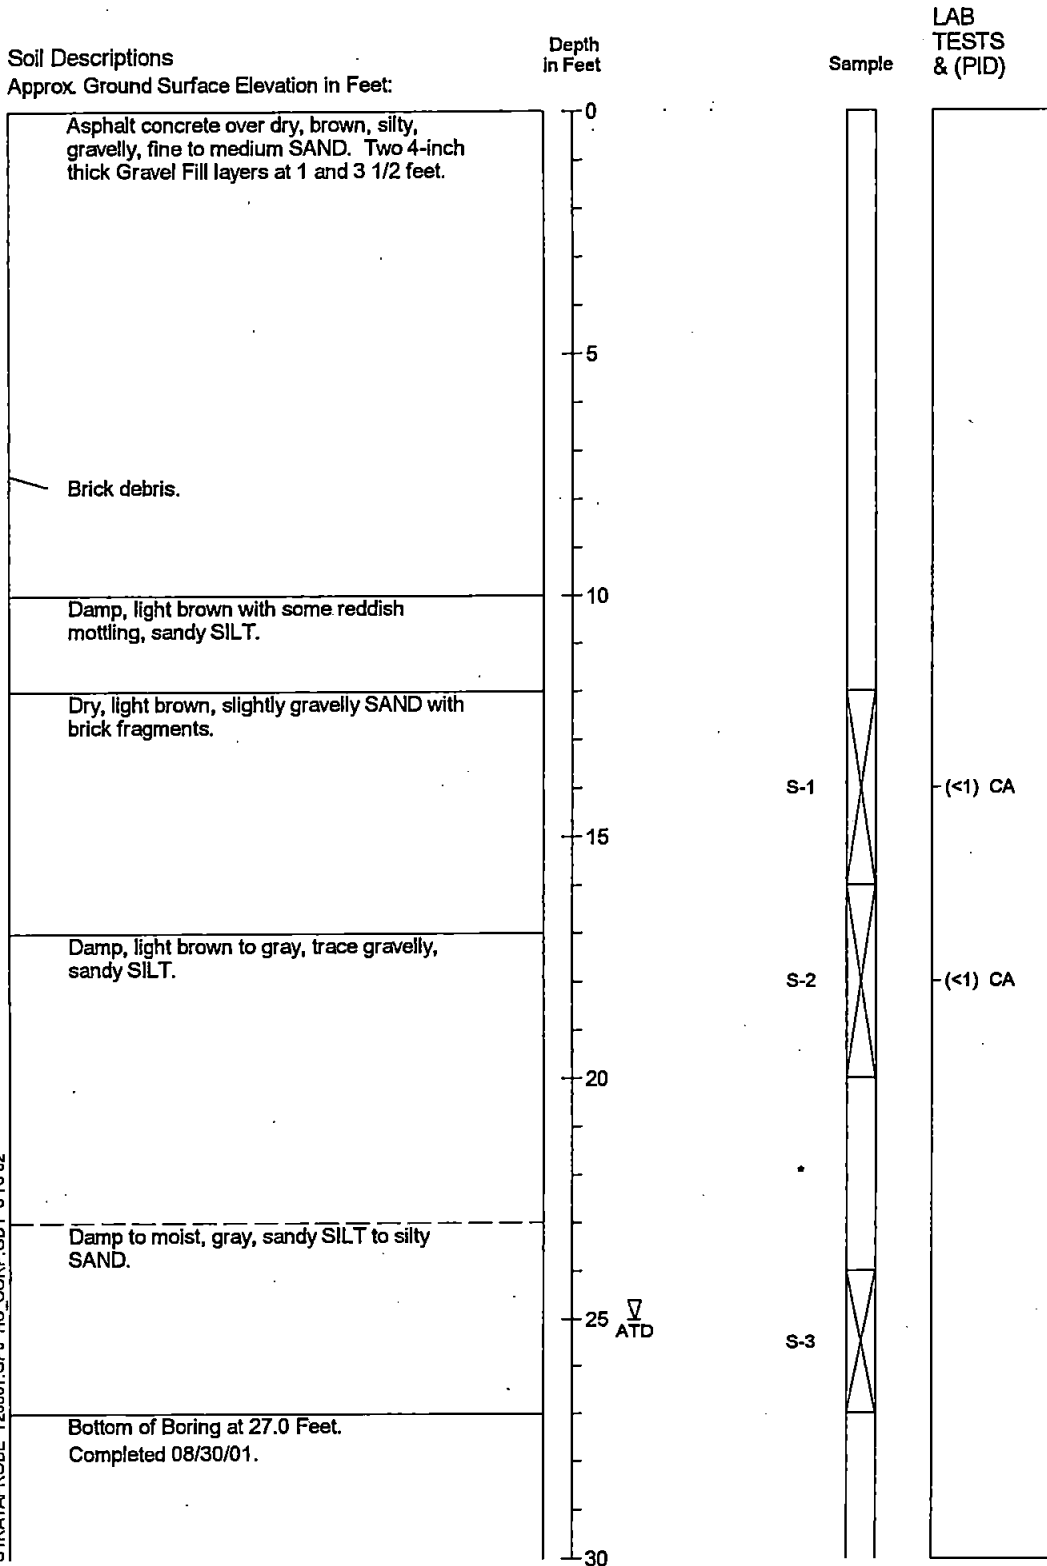 Soil Descriptions
Approx. Ground Surface Elevation in Feet:
Depth
in Feet
Sample
LAB
TESTS
& (PID)
Asphalt concrete over dry, brown, silty,
gravelly, fine to medium SAND. Two 4-inch
thick Gravel Fill layers at 1 and 3 1/2 feet.
0
5
Brick debris.
10
Damp, light brown with some reddish
mottling, sandy SILT.
Dry, light brown, slightly gravelly SAND with
brick fragments.
S-1
(<1) CA
15
Damp, light brown to gray, trace gravelly,
sandy SILT.
S-2
(<1) CA
20
Damp to moist, gray, sandy SILT to silty
SAND.
25
ATD
S-3
Bottom of Boring at 27.0 Feet.
Completed 08/30/01.
30